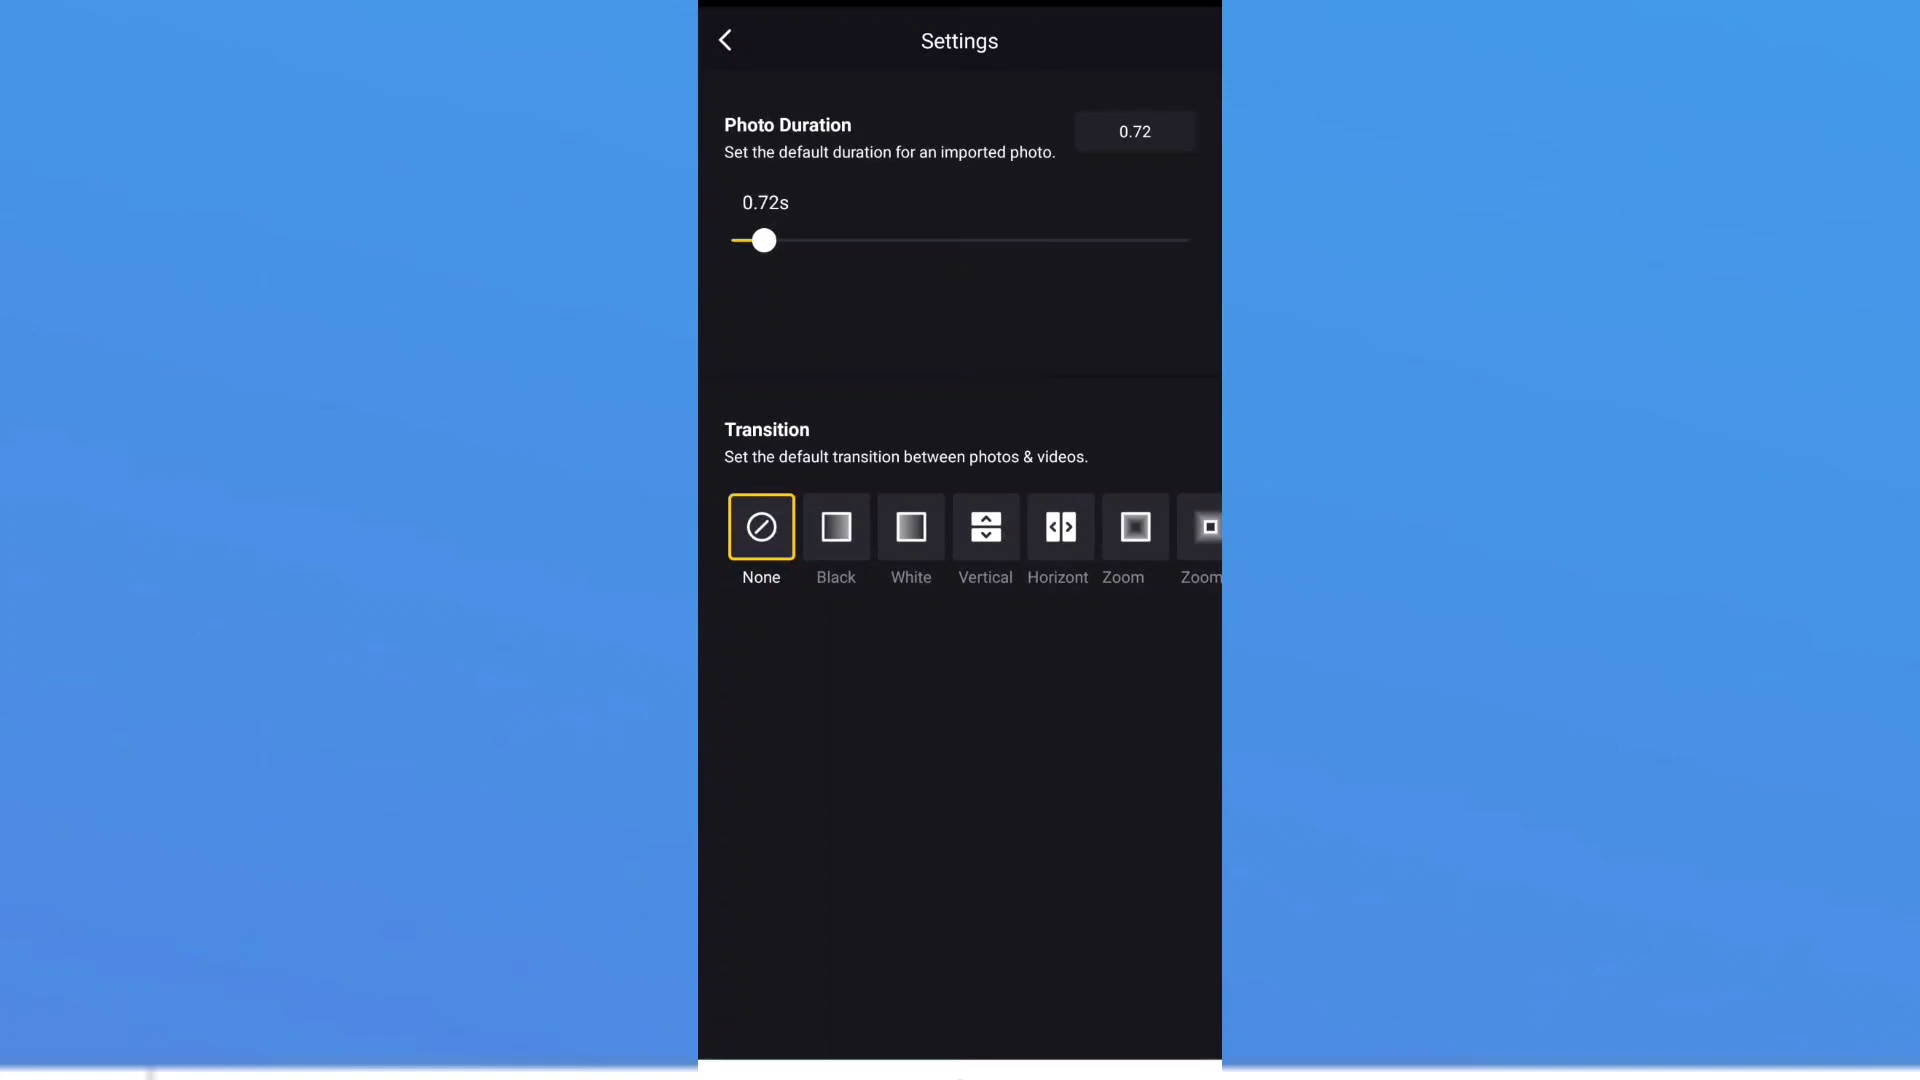 Settings
Photo Duration
0.72
Set the default duration for an imported photo.
0.72s
Transition
Set the default transition between photos & videos.
None
Black
White
Vertical
Horizont
Zoom
Zoom